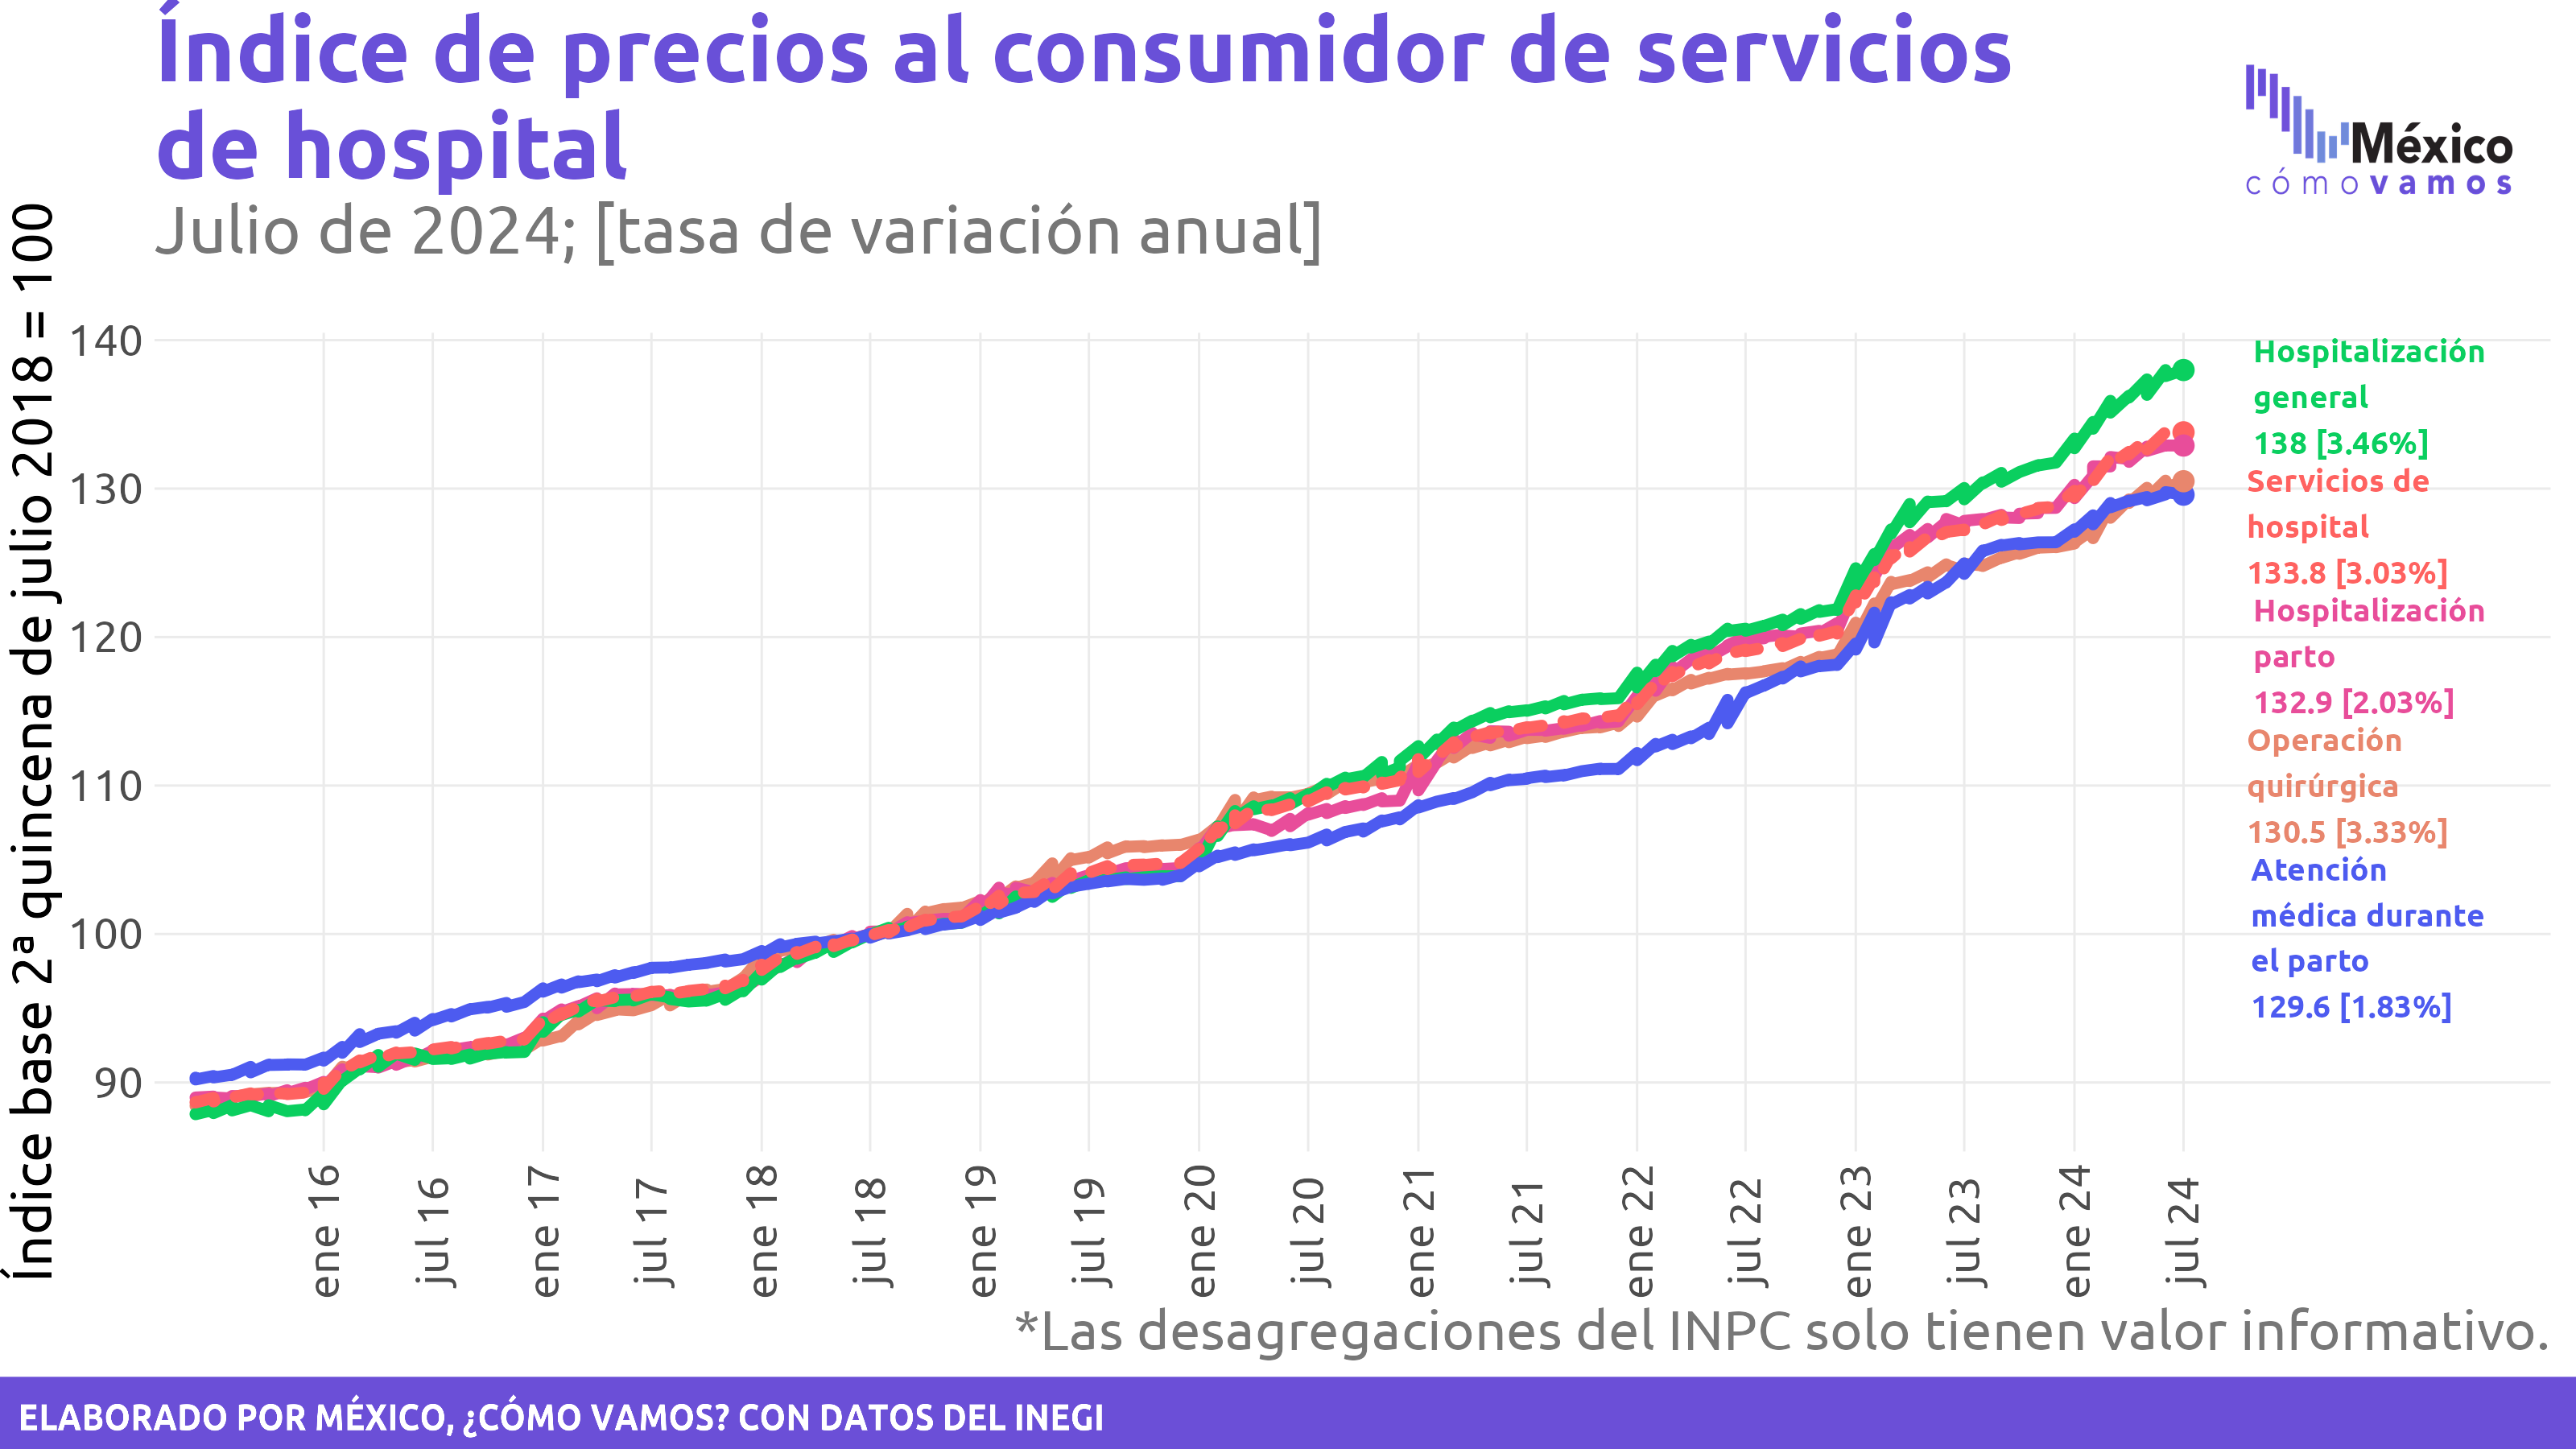 Índice de precios al consumidor de servicios
de hospital
Julio de 2024; [tasa de variación anual]
México
cómo vamos
Índice base 2ª quincena de julio 2018 = 100
140
130
120
110
100
90
Hospitalización
general
138 [3.46%]
Servicios de
hospital
133.8 [3.03%]
Hospitalización
parto
132.9 [2.03%]
Operación
quirúrgica
130.5 [3.33%]
Atención
médica durante
el parto
129.6 [1.83%]
ene 16
jul 16
ene 17
jul 17
ene 18
jul 18
ene 19
jul 19
ene 20
jul 20
ene 21
jul 21
ene 22
jul 22
ene 23
jul 23
ene 24
jul 24
*Las desagregaciones del INPC solo tienen valor informativo.
ELABORADO POR MÉXICO, ¿CÓMO VAMOS? CON DATOS DEL INEGI